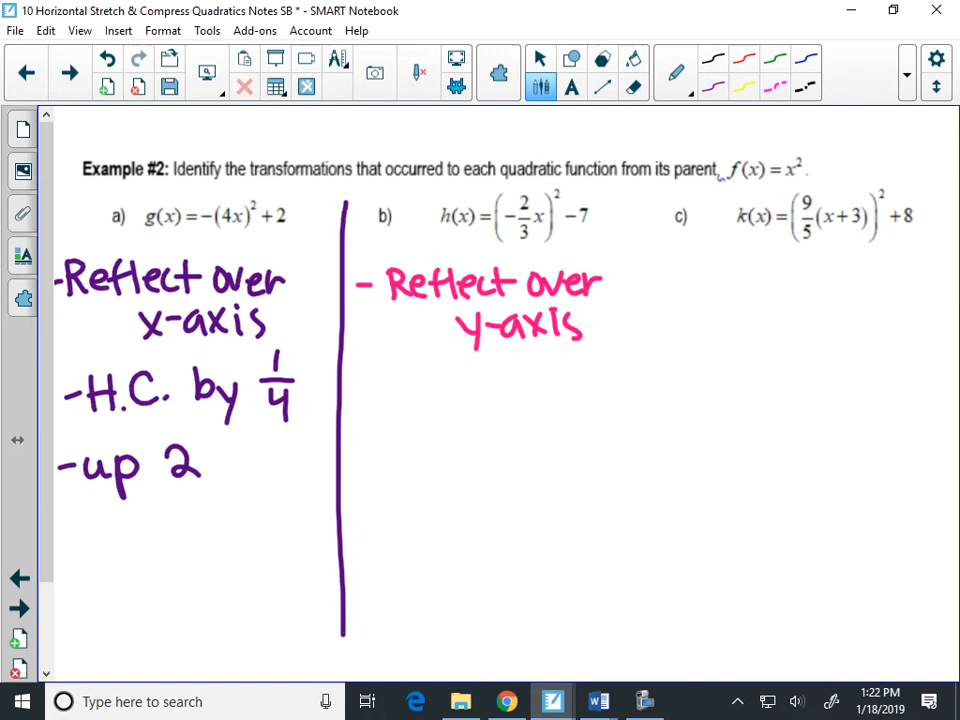 10 Horizontal Stretch & Compress Quadratics Notes SB * - SMART Notebook
File Edit View Insert Format Tools Add-ons Account Help
Example #2: Identify the transformations that occurred to each quadratic function from its parent, f(x) = x².
a) g(x) = -(4x)² + 2
b) h(x) = (-2/3 x)² - 7
c) k(x) = (9/5 (x+3))² + 8
-Reflect over
x-axis
-H.C. by 1/4
-up 2
- Reflect over
y-axis
Type here to search
1:22 PM
1/18/2019